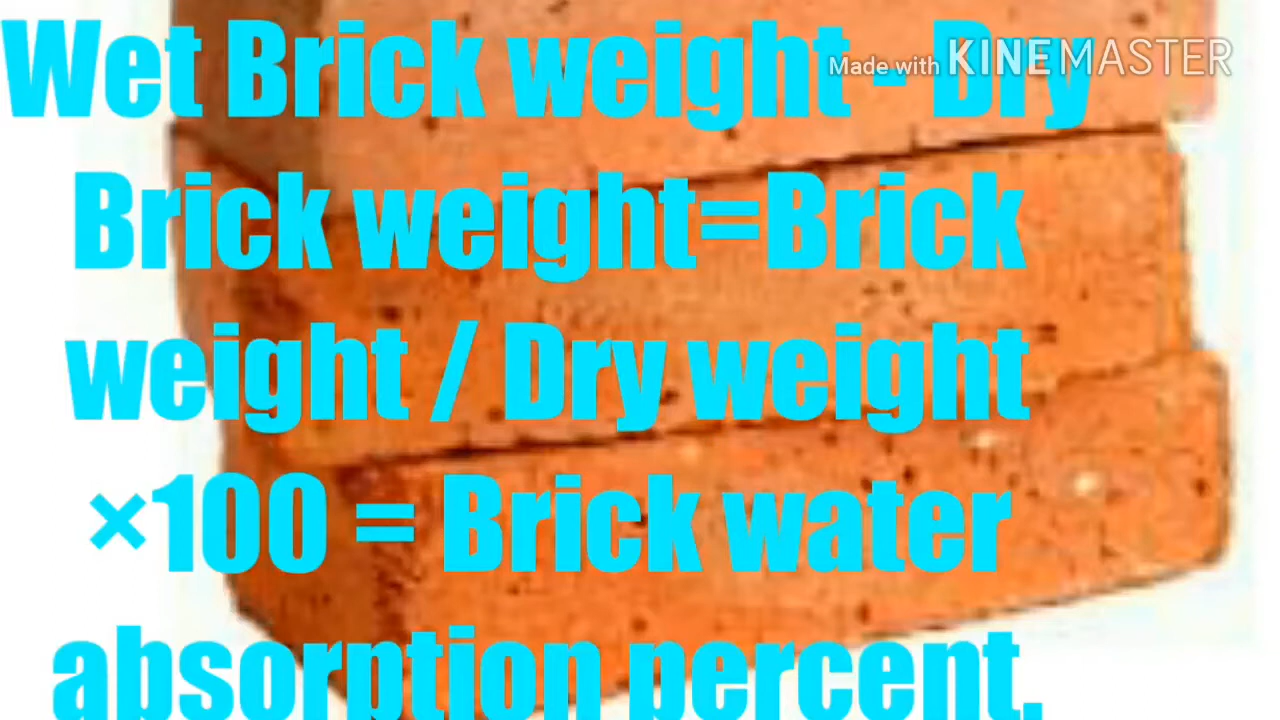 Wet Brick weight - Dry
Made with KINEMASTER
Brick weight=Brick
weight / Dry weight
×100 = Brick water
absorption percent.